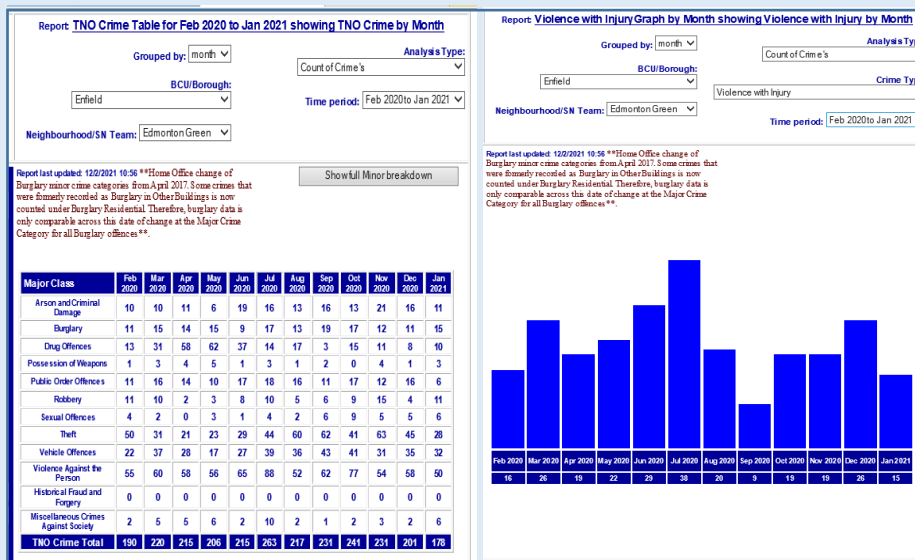 Report: TNO Crime Table for Feb 2020 to Jan 2021 showing TNO Crime by Month
Grouped by: month
Analysis Type:
Count of Crime's
BCU/Borough:
Enfield
Time period: Feb 2020 to Jan 2021
Neighbourhood/SN Team: Edmonton Green
Report last updated: 12/2/2021 10:56 **Home Office change of
Burglary minor crime categories from April 2017. Some crimes that
were formerly recorded as Burglary in Other Buildings is now
counted under Burglary Residential. Therefore, burglary data is
only comparable across this date of change at the Major Crime
Category for all Burglary offences**.
Show full Minor breakdown
Major Class Feb 2020 Mar 2020 Apr 2020 May 2020 Jun 2020 Jul 2020 Aug 2020 Sep 2020 Oct 2020 Nov 2020 Dec 2020 Jan 2021
Arson and Criminal Damage 10 10 11 6 19 16 13 16 13 21 16 11
Burglary 11 15 14 15 9 17 13 19 17 12 11 15
Drug Offences 13 31 58 62 37 14 17 3 15 11 8 10
Possession of Weapons 1 3 4 5 1 3 1 2 0 4 1 3
Public Order Offences 11 16 14 10 17 18 16 11 17 12 16 6
Robbery 11 10 2 3 8 10 5 6 9 15 4 11
Sexual Offences 4 2 0 3 1 4 2 6 9 5 5 6
Theft 50 31 21 23 29 44 60 62 41 63 45 28
Vehicle Offences 22 37 28 17 27 39 36 43 41 31 35 32
Violence Against the Person 55 60 58 56 65 88 52 62 77 54 58 50
Historical Fraud and Forgery 0 0 0 0 0 0 0 0 0 0 0 0
Miscellaneous Crimes Against Society 2 5 5 6 2 10 2 1 2 3 2 6
TNO Crime Total 190 220 215 206 215 263 217 231 241 231 201 178
Report: Violence with Injury Graph by Month showing Violence with Injury by Month
Grouped by: month
Analysis Ty
Count of Crime's
BCU/Borough:
Enfield
Crime Typ
Violence with Injury
Neighbourhood/SN Team: Edmonton Green
Time period: Feb 2020 to Jan 2021
Report last updated: 12/2/2021 10:56 **Home Office change of
Burglary minor crime categories from April 2017. Some crimes that
were formerly recorded as Burglary in Other Buildings is now
counted under Burglary Residential. Therefore, burglary data is
only comparable across this date of change at the Major Crime
Category for all Burglary offences**.
Feb 2020 Mar 2020 Apr 2020 May 2020 Jun 2020 Jul 2020 Aug 2020 Sep 2020 Oct 2020 Nov 2020 Dec 2020 Jan 2021
16 26 19 22 29 38 20 9 19 19 26 15